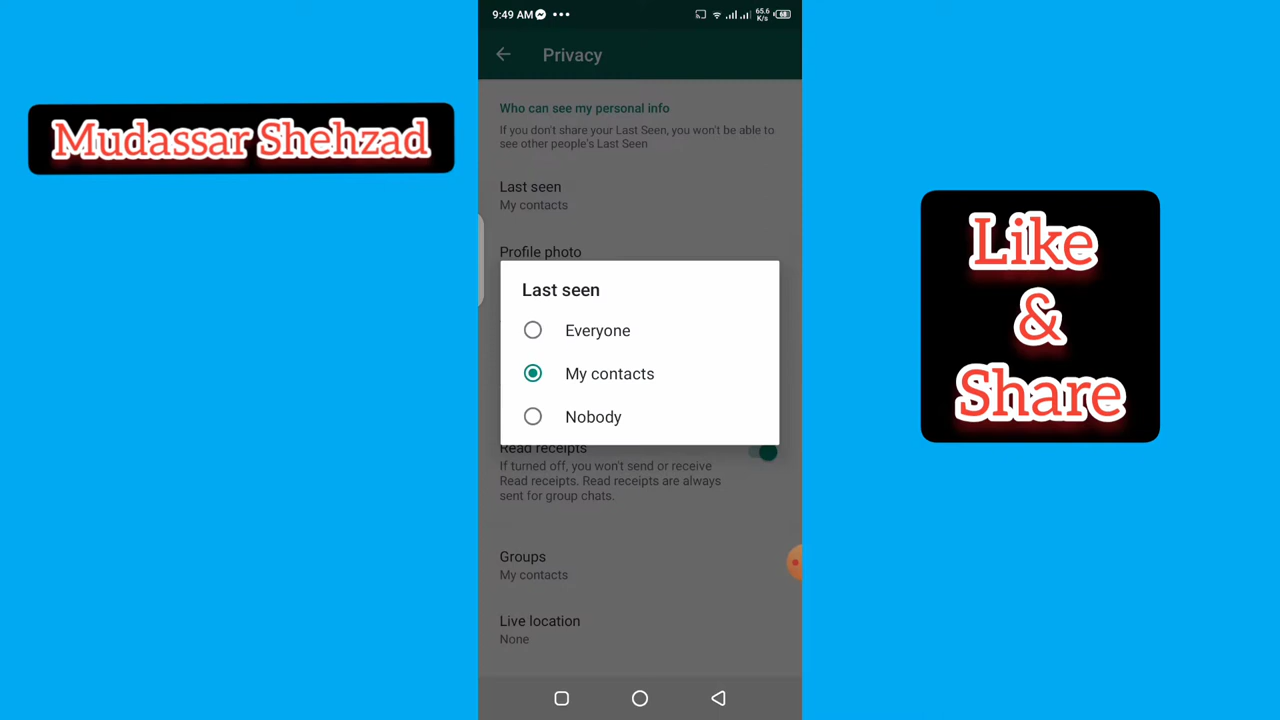 9:49 AM
65.6
K/s
68
Privacy
Mudassar Shehzad
Who can see my personal info
If you don't share your Last Seen, you won't be able to
see other people's Last Seen
Last seen
My contacts
Profile photo
Last seen
Everyone
My contacts
Nobody
Read receipts
If turned off, you won't send or receive
Read receipts. Read receipts are always
sent for group chats.
Groups
My contacts
Live location
None
Like
&
Share